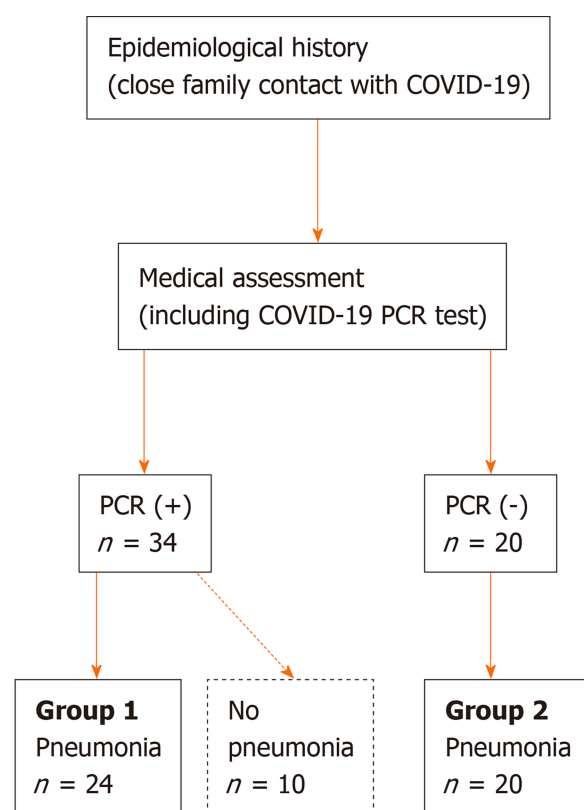 Epidemiological history
(close family contact with COVID-19)
Medical assessment
(including COVID-19 PCR test)
PCR (+)
n = 34
PCR (-)
n = 20
Group 1
Pneumonia
n = 24
No
pneumonia
n = 10
Group 2
Pneumonia
n = 20